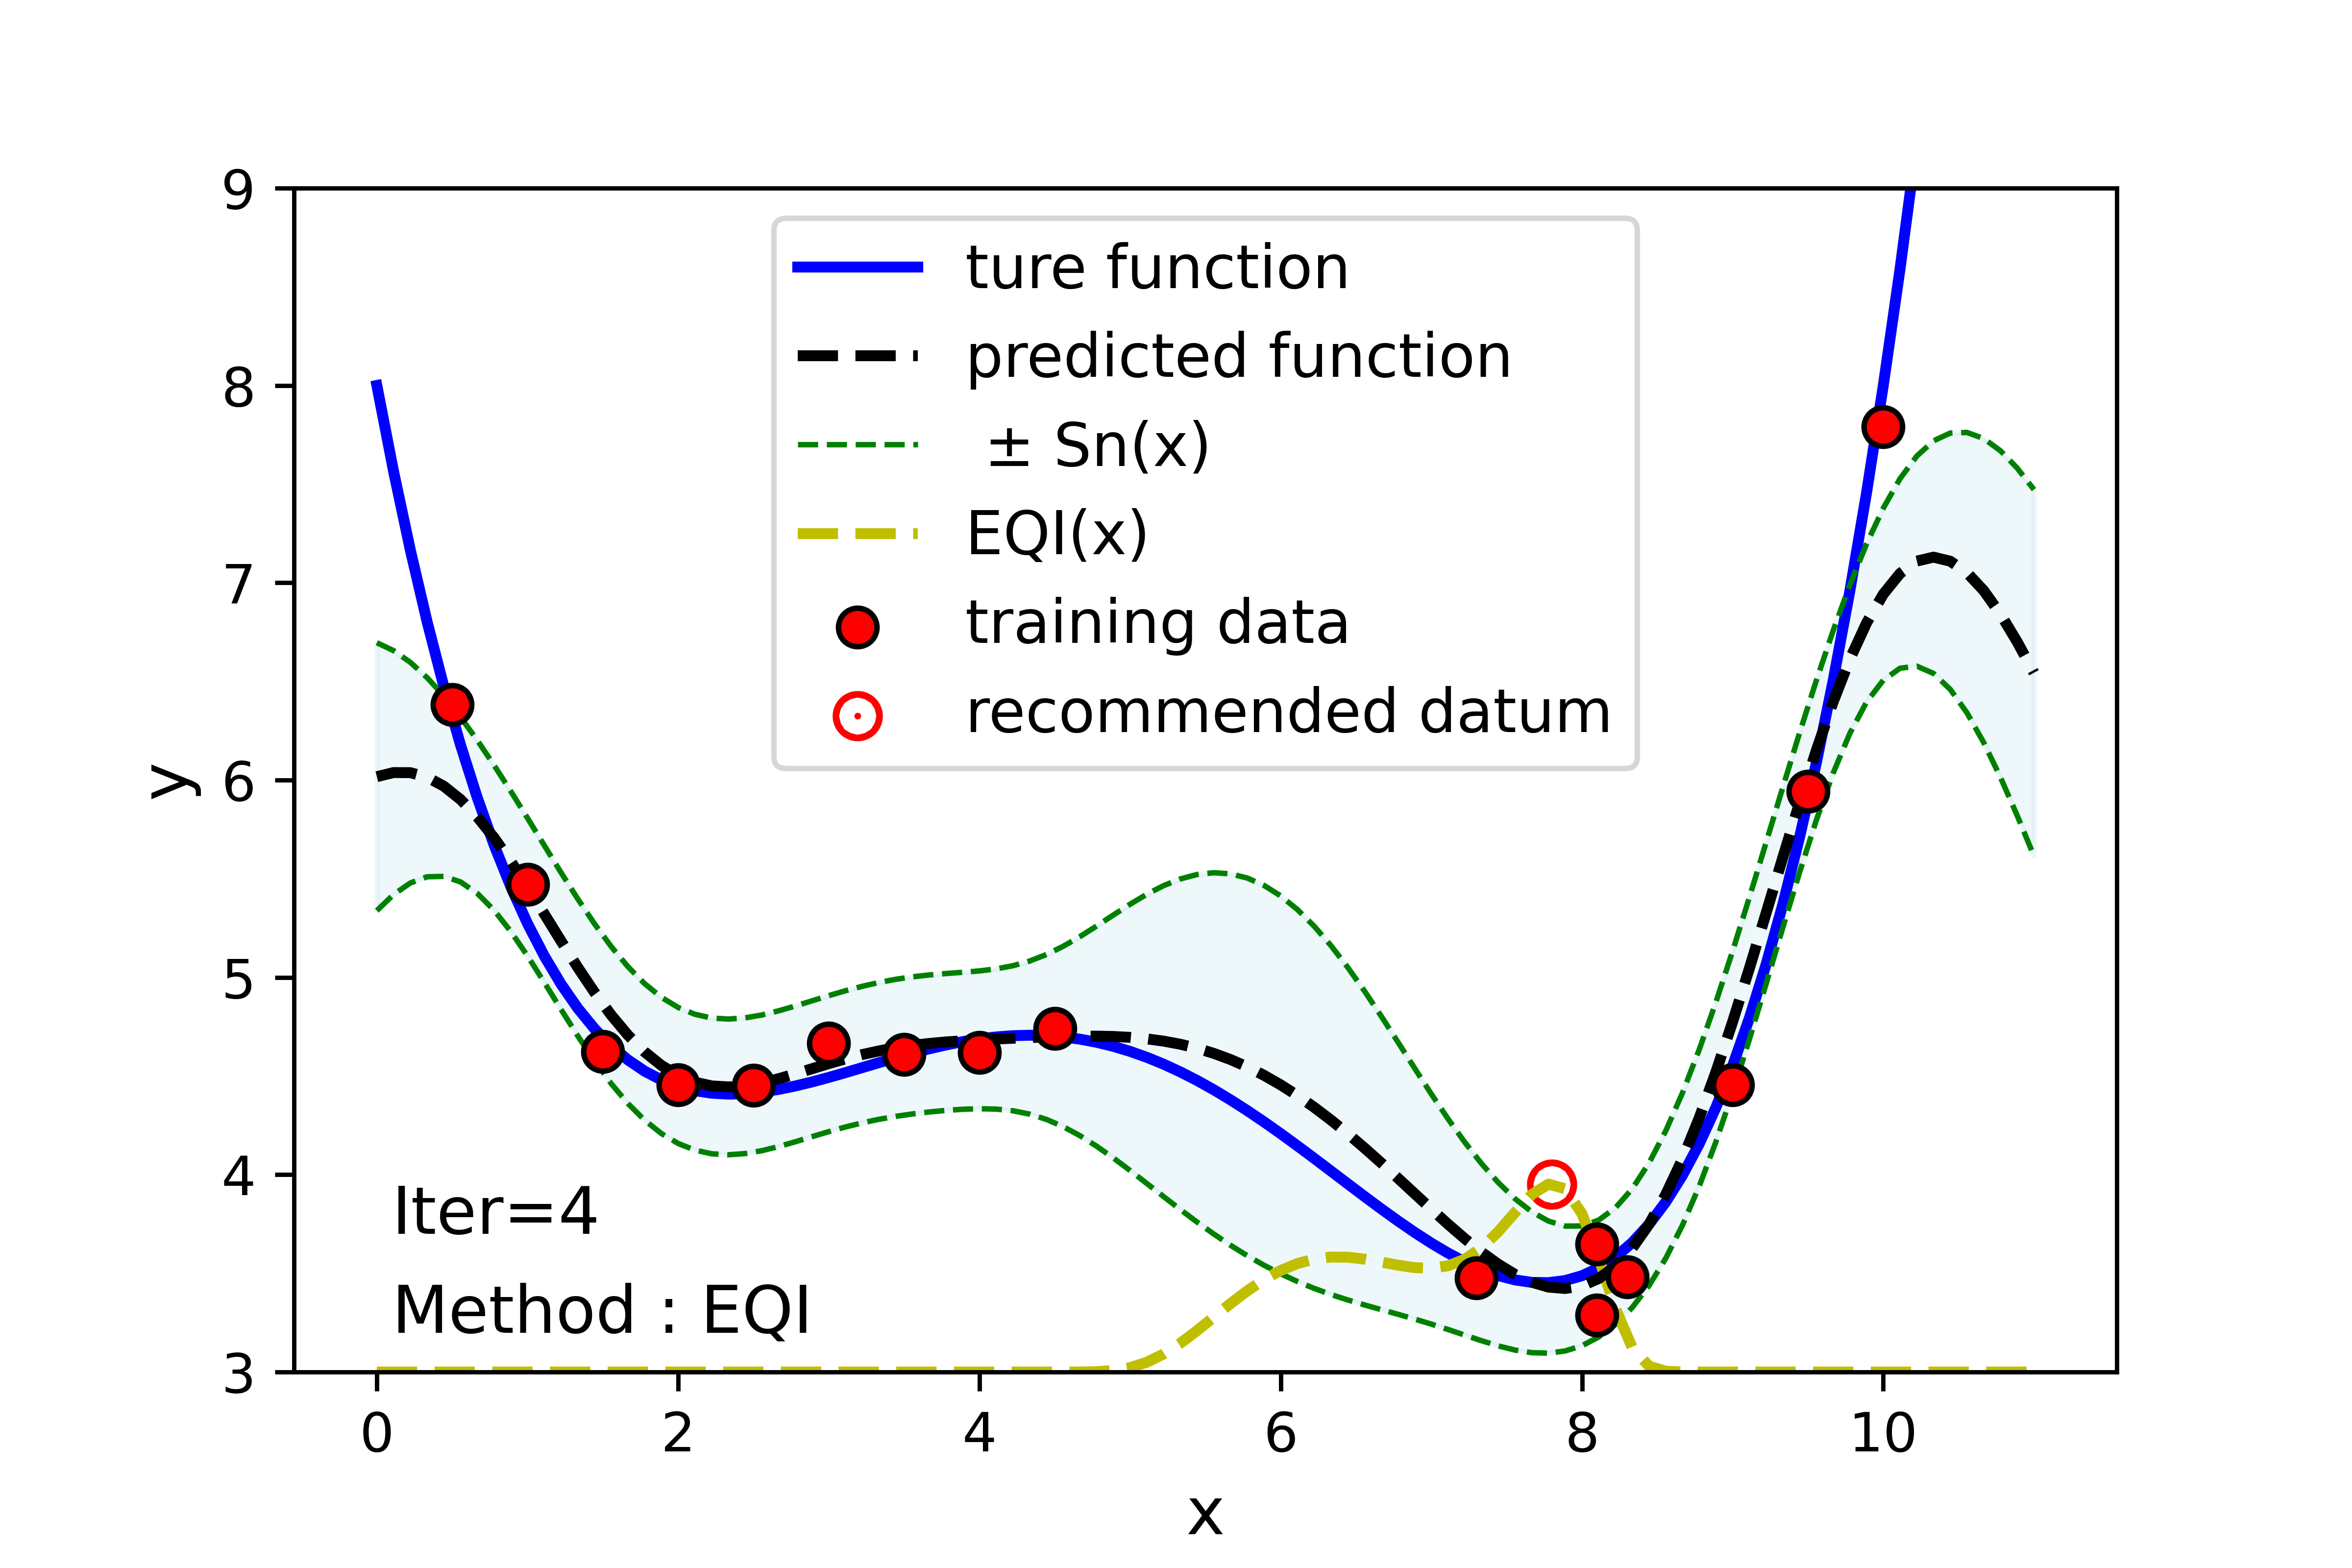 9
8
7
6
5
4
3
y
ture function
predicted function
± Sn(x)
EQI(x)
training data
recommended datum
Iter=4
Method : EQI
0 2 4 6 8 10
x